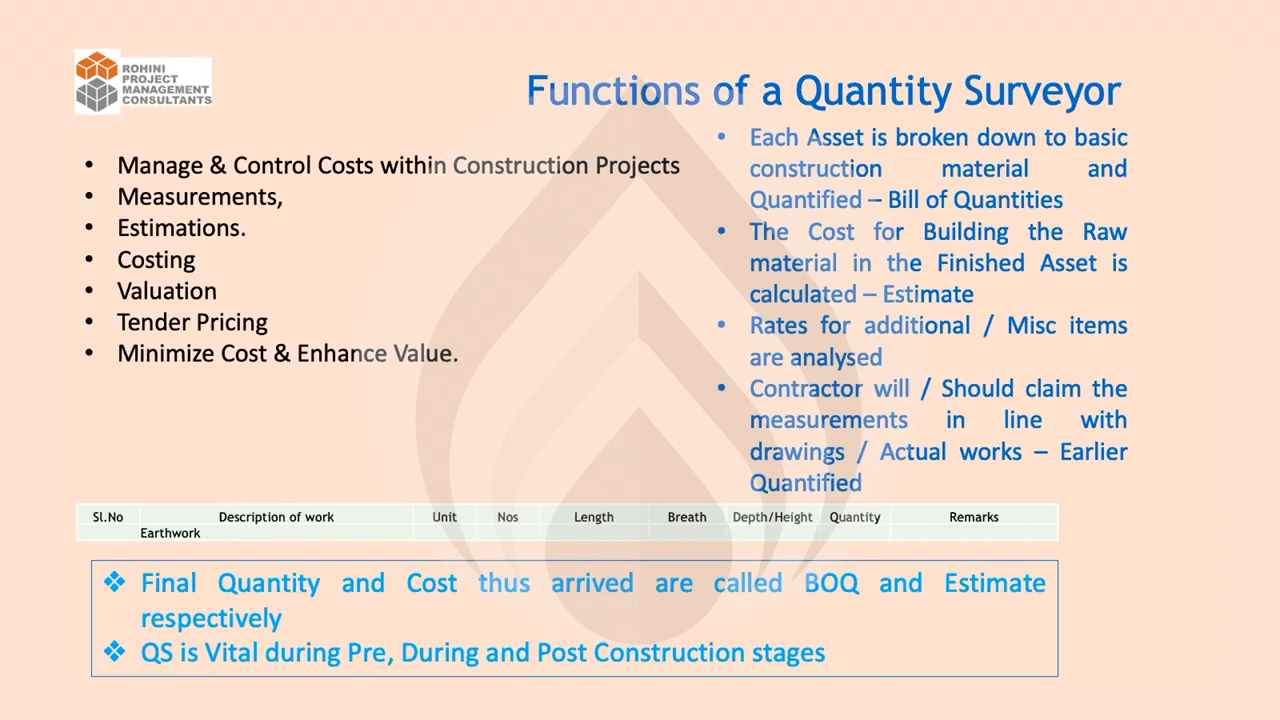 ROHINI
PROJECT
MANAGEMENT
CONSULTANTS
Functions of a Quantity Surveyor
• Manage & Control Costs within Construction Projects
• Measurements,
• Estimations.
• Costing
• Valuation
• Tender Pricing
• Minimize Cost & Enhance Value.
• Each Asset is broken down to basic
construction material and
Quantified – Bill of Quantities
• The Cost for Building the Raw
material in the Finished Asset is
calculated – Estimate
• Rates for additional / Misc items
are analysed
• Contractor will / Should claim the
measurements in line with
drawings / Actual works – Earlier
Quantified
Sl.No Description of work Unit Nos Length Breath Depth/Height Quantity Remarks
Earthwork
❖ Final Quantity and Cost thus arrived are called BOQ and Estimate
respectively
❖ QS is Vital during Pre, During and Post Construction stages